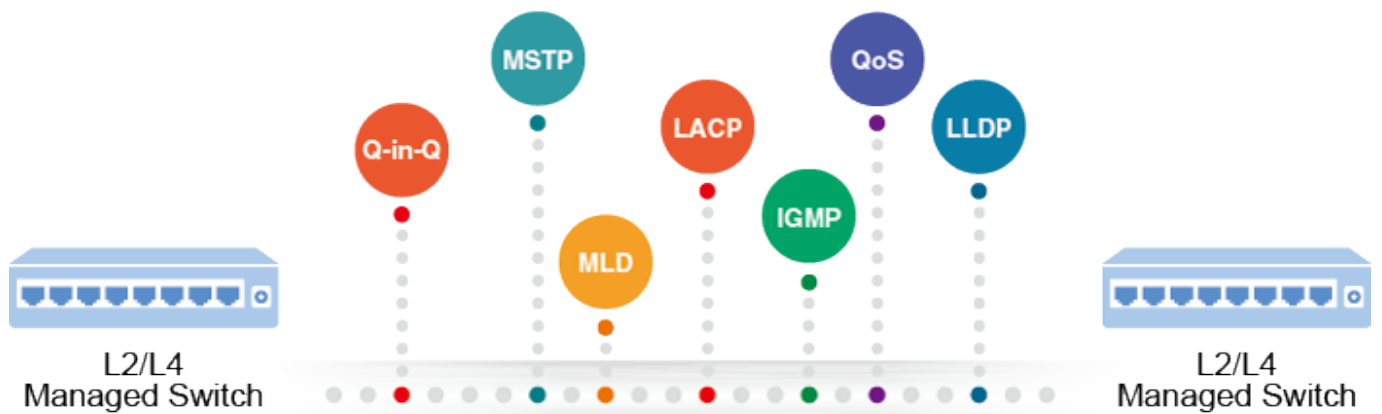 Q-in-Q
MSTP
MLD
LACP
IGMP
QoS
LLDP
L2/L4
Managed Switch
L2/L4
Managed Switch